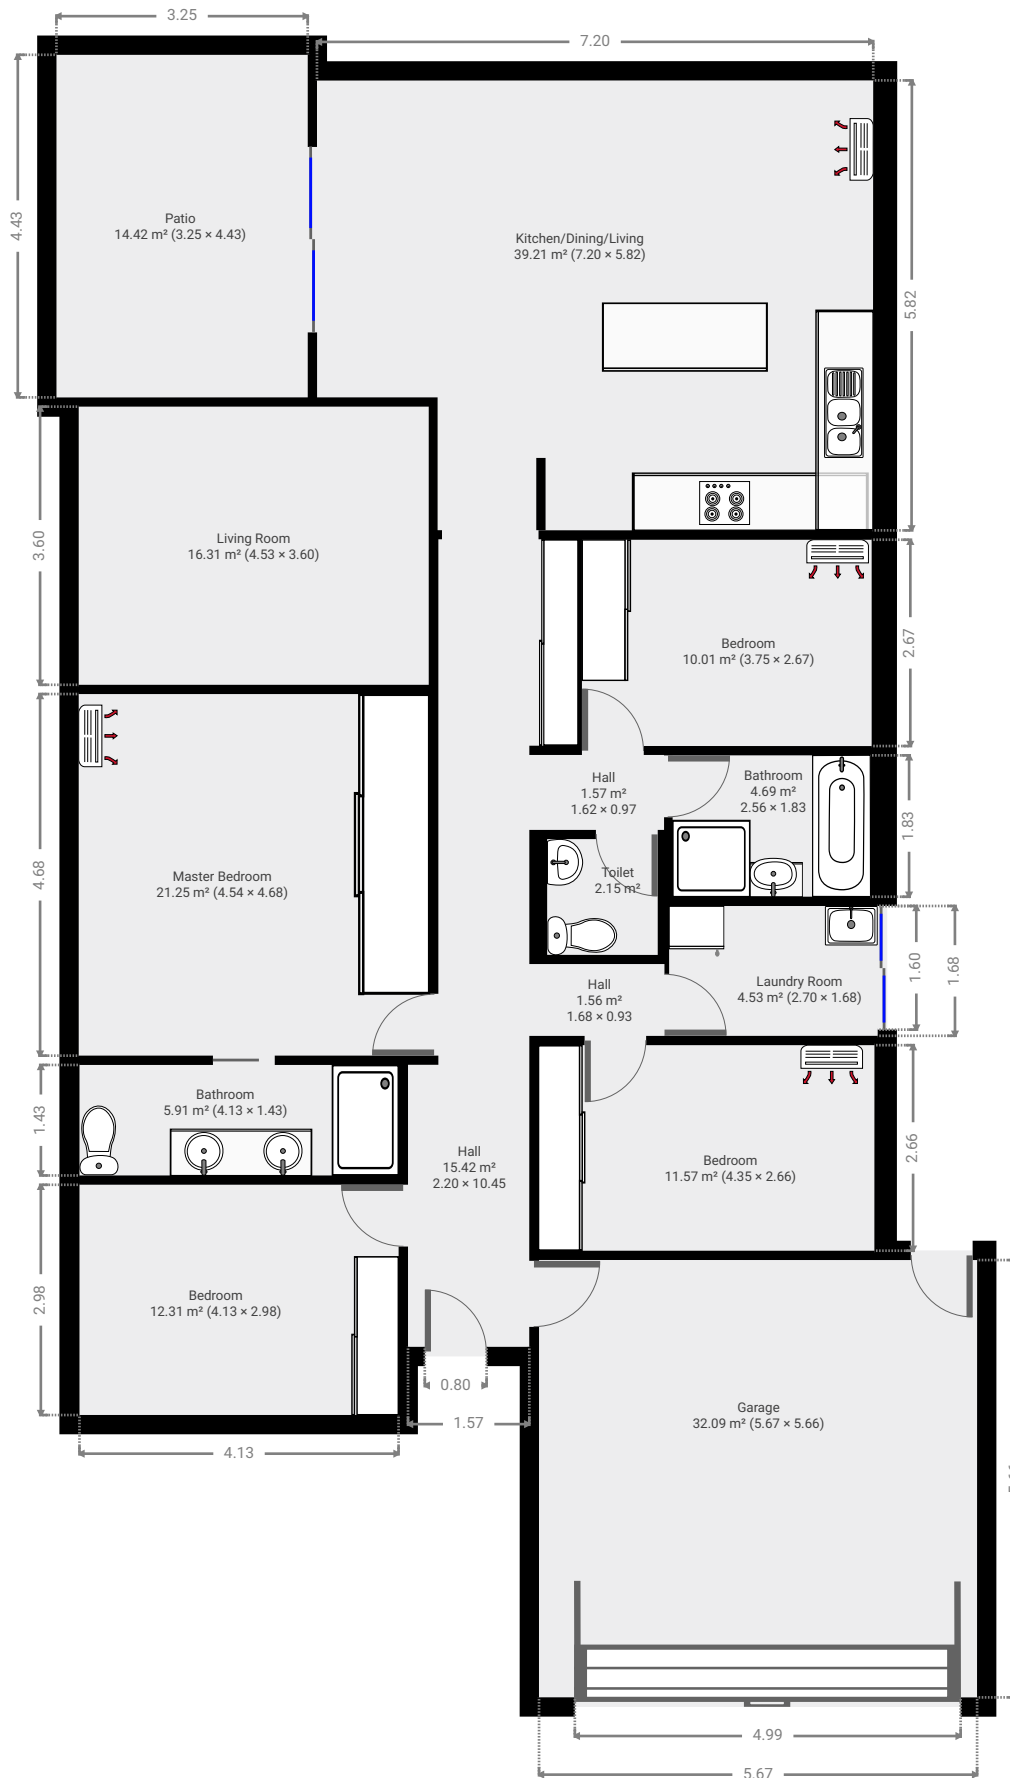 3.25
7.20
4.43
Patio
14.42 m² (3.25 × 4.43)
Kitchen/Dining/Living
39.21 m² (7.20 × 5.82)
5.82
3.60
Living Room
16.31 m² (4.53 × 3.60)
Bedroom
10.01 m² (3.75 × 2.67)
2.67
Hall
1.57 m²
1.62 × 0.97
Bathroom
4.69 m²
2.56 × 1.83
1.83
4.68
Master Bedroom
21.25 m² (4.54 × 4.68)
Toilet
2.15 m²
Hall
1.56 m²
1.68 × 0.93
Laundry Room
4.53 m² (2.70 × 1.68)
1.60
1.68
1.43
Bathroom
5.91 m² (4.13 × 1.43)
Hall
15.42 m²
2.20 × 10.45
Bedroom
11.57 m² (4.35 × 2.66)
2.66
2.98
Bedroom
12.31 m² (4.13 × 2.98)
0.80
1.57
4.13
Garage
32.09 m² (5.67 × 5.66)
4.99
5.67